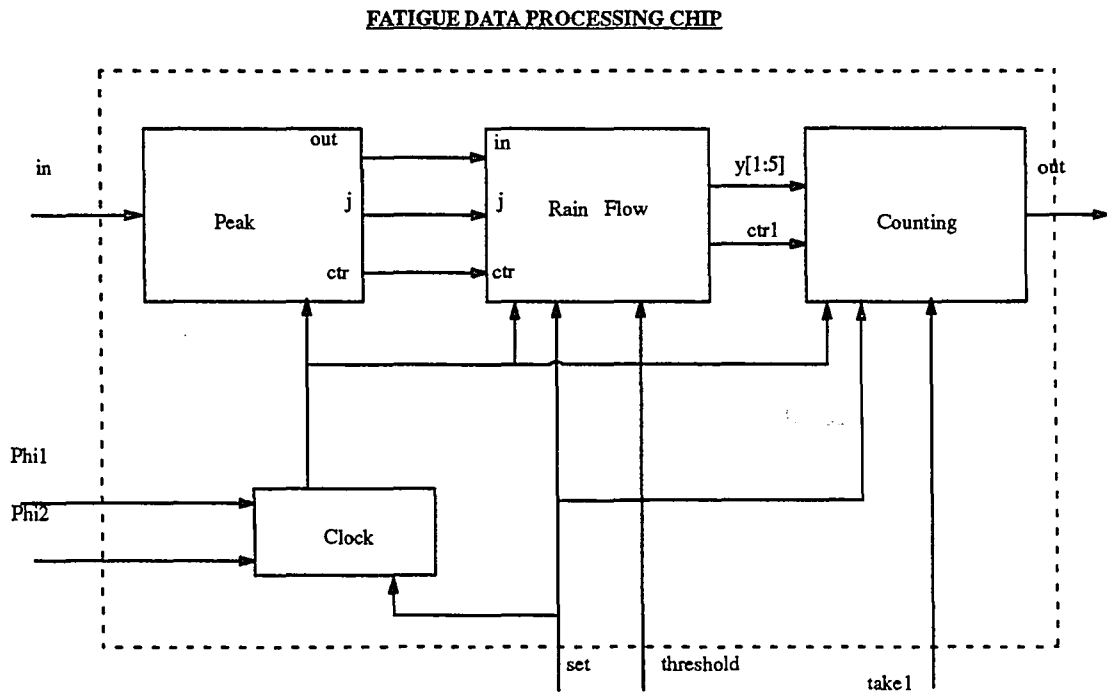 FATIGUE DATA PROCESSING CHIP
in
out
j
ctr
Peak
in
j
ctr
Rain Flow
y[1:5]
ctr1
Counting
out
Phi1
Phi2
Clock
set
threshold
take1